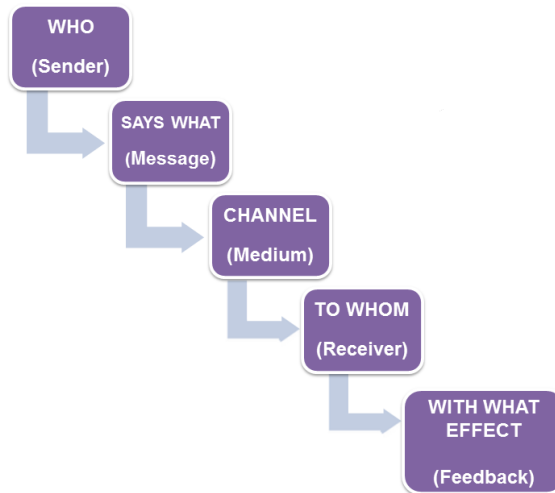 WHO
(Sender)
SAYS WHAT
(Message)
CHANNEL
(Medium)
TO WHOM
(Receiver)
WITH WHAT
EFFECT
(Feedback)